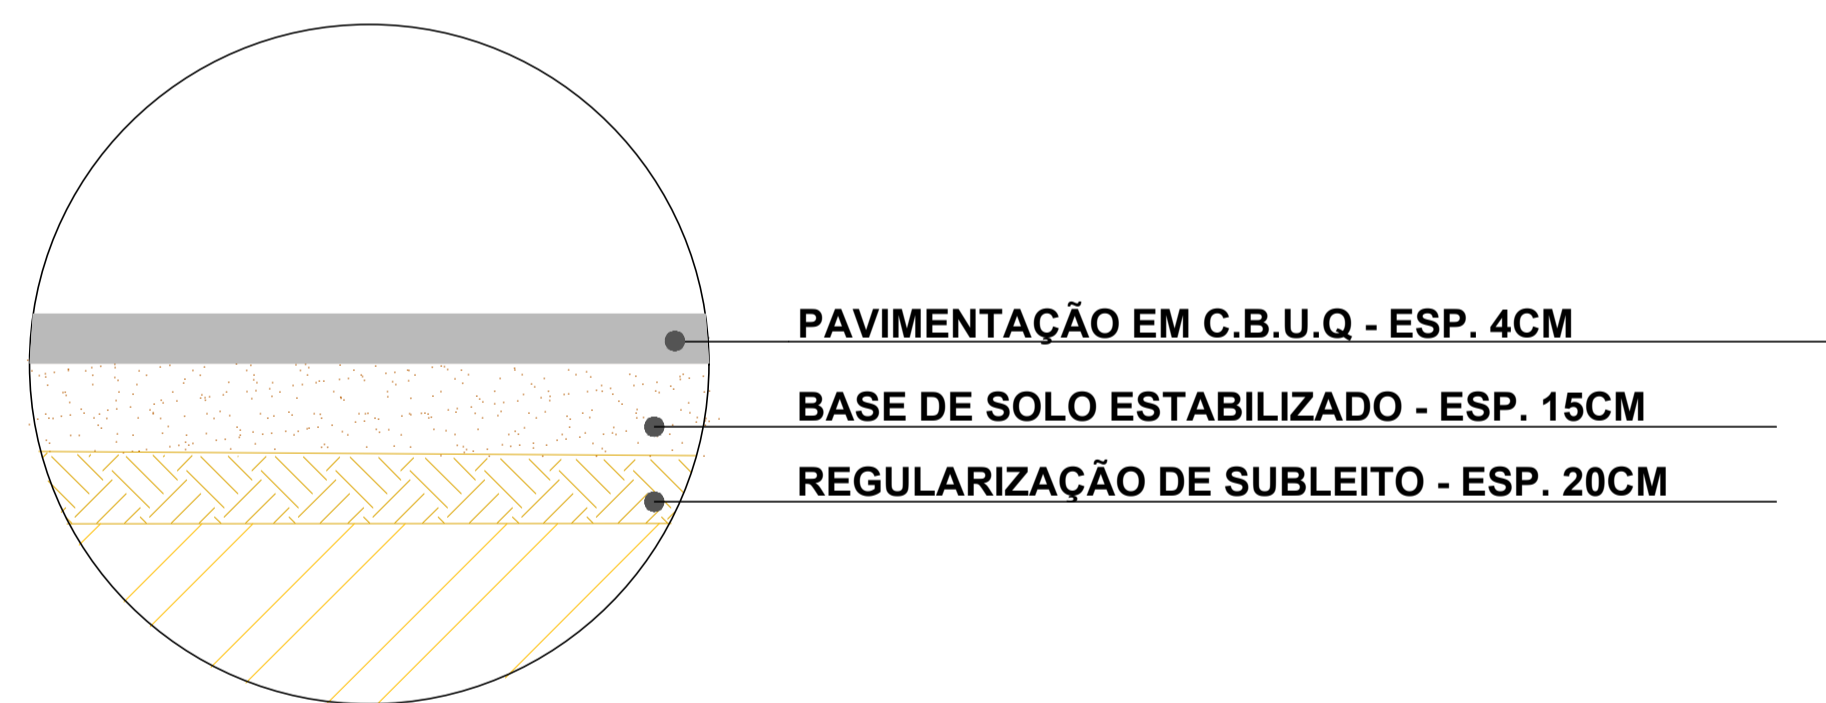 PAVIMENTAÇÃO EM C.B.U.Q - ESP. 4CM
BASE DE SOLO ESTABILIZADO - ESP. 15CM
REGULARIZAÇÃO DE SUBLEITO - ESP. 20CM